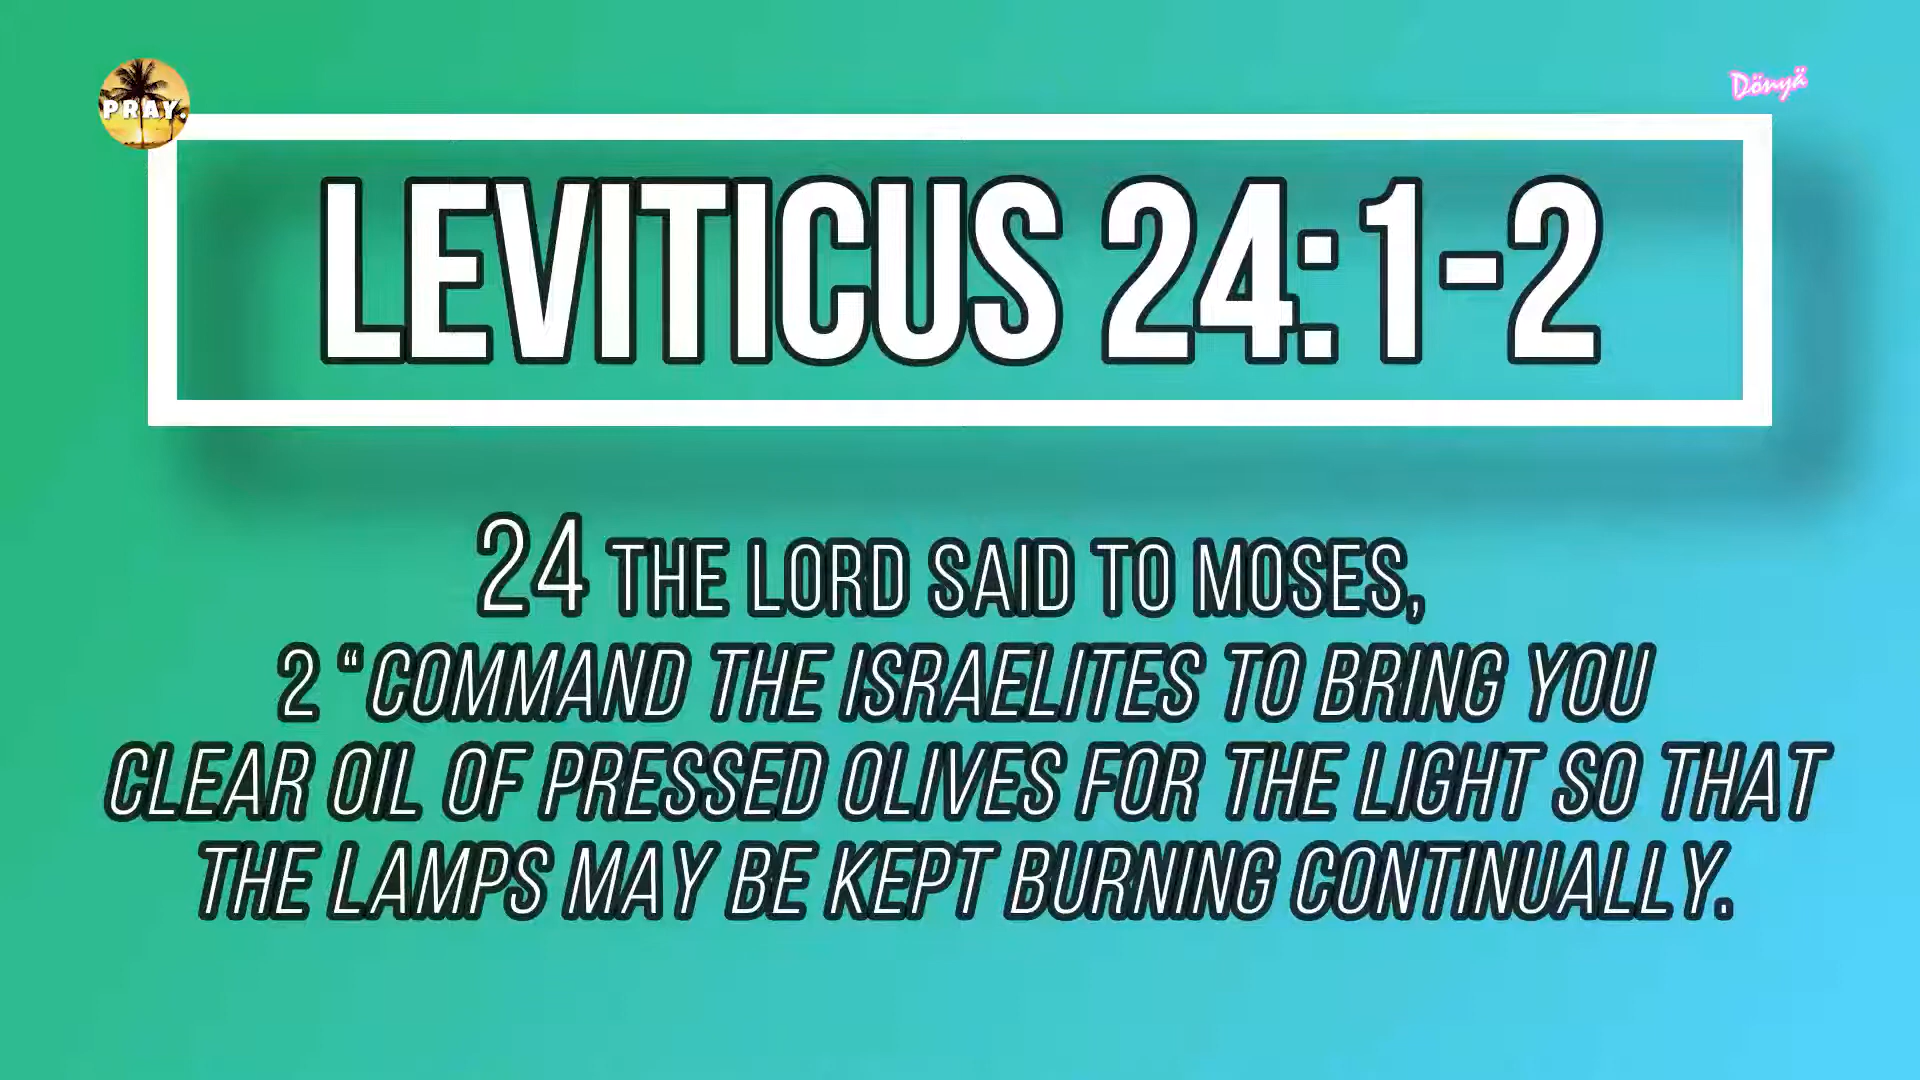 PRAY.
Dönyä
LEVITICUS 24:1-2
24 THE LORD SAID TO MOSES,
2 “COMMAND THE ISRAELITES TO BRING YOU
CLEAR OIL OF PRESSED OLIVES FOR THE LIGHT SO THAT
THE LAMPS MAY BE KEPT BURNING CONTINUALLY.